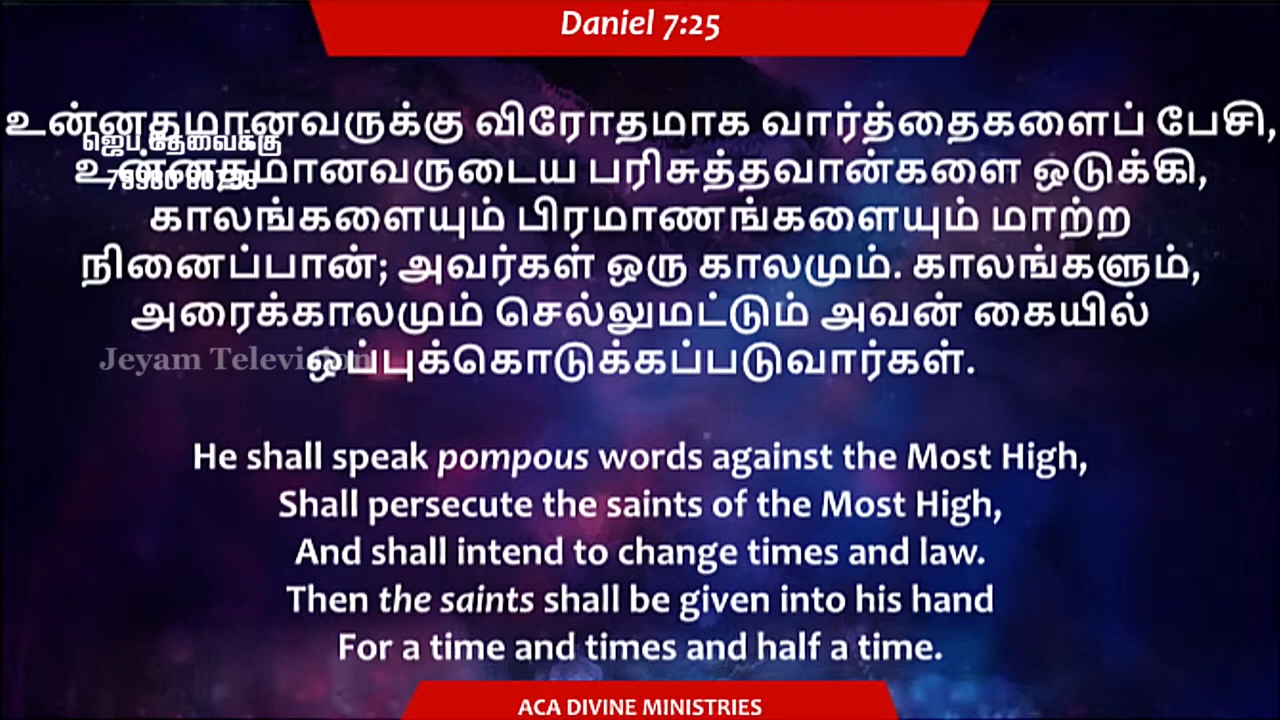 Daniel 7:25
உன்னதமானவருக்கு விரோதமாக வார்த்தைகளைப் பேசி,
ஜெப தேவைக்கு
உன்னதமானவருடைய பரிசுத்தவான்களை ஒடுக்கி,
காலங்களையும் பிரமாணங்களையும் மாற்ற
நினைப்பான்; அவர்கள் ஒரு காலமும். காலங்களும்,
அரைக்காலமும் செல்லுமட்டும் அவன் கையில்
Jeyam Television
ஒப்புக்கொடுக்கப்படுவார்கள்.
He shall speak pompous words against the Most High,
Shall persecute the saints of the Most High,
And shall intend to change times and law.
Then the saints shall be given into his hand
For a time and times and half a time.
ACA DIVINE MINISTRIES